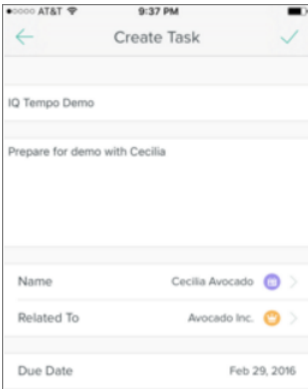 AT&T 9:37 PM
Create Task
IQ Tempo Demo
Prepare for demo with Cecilia
Name Cecilia Avocado
Related To Avocado Inc.
Due Date Feb 29, 2016